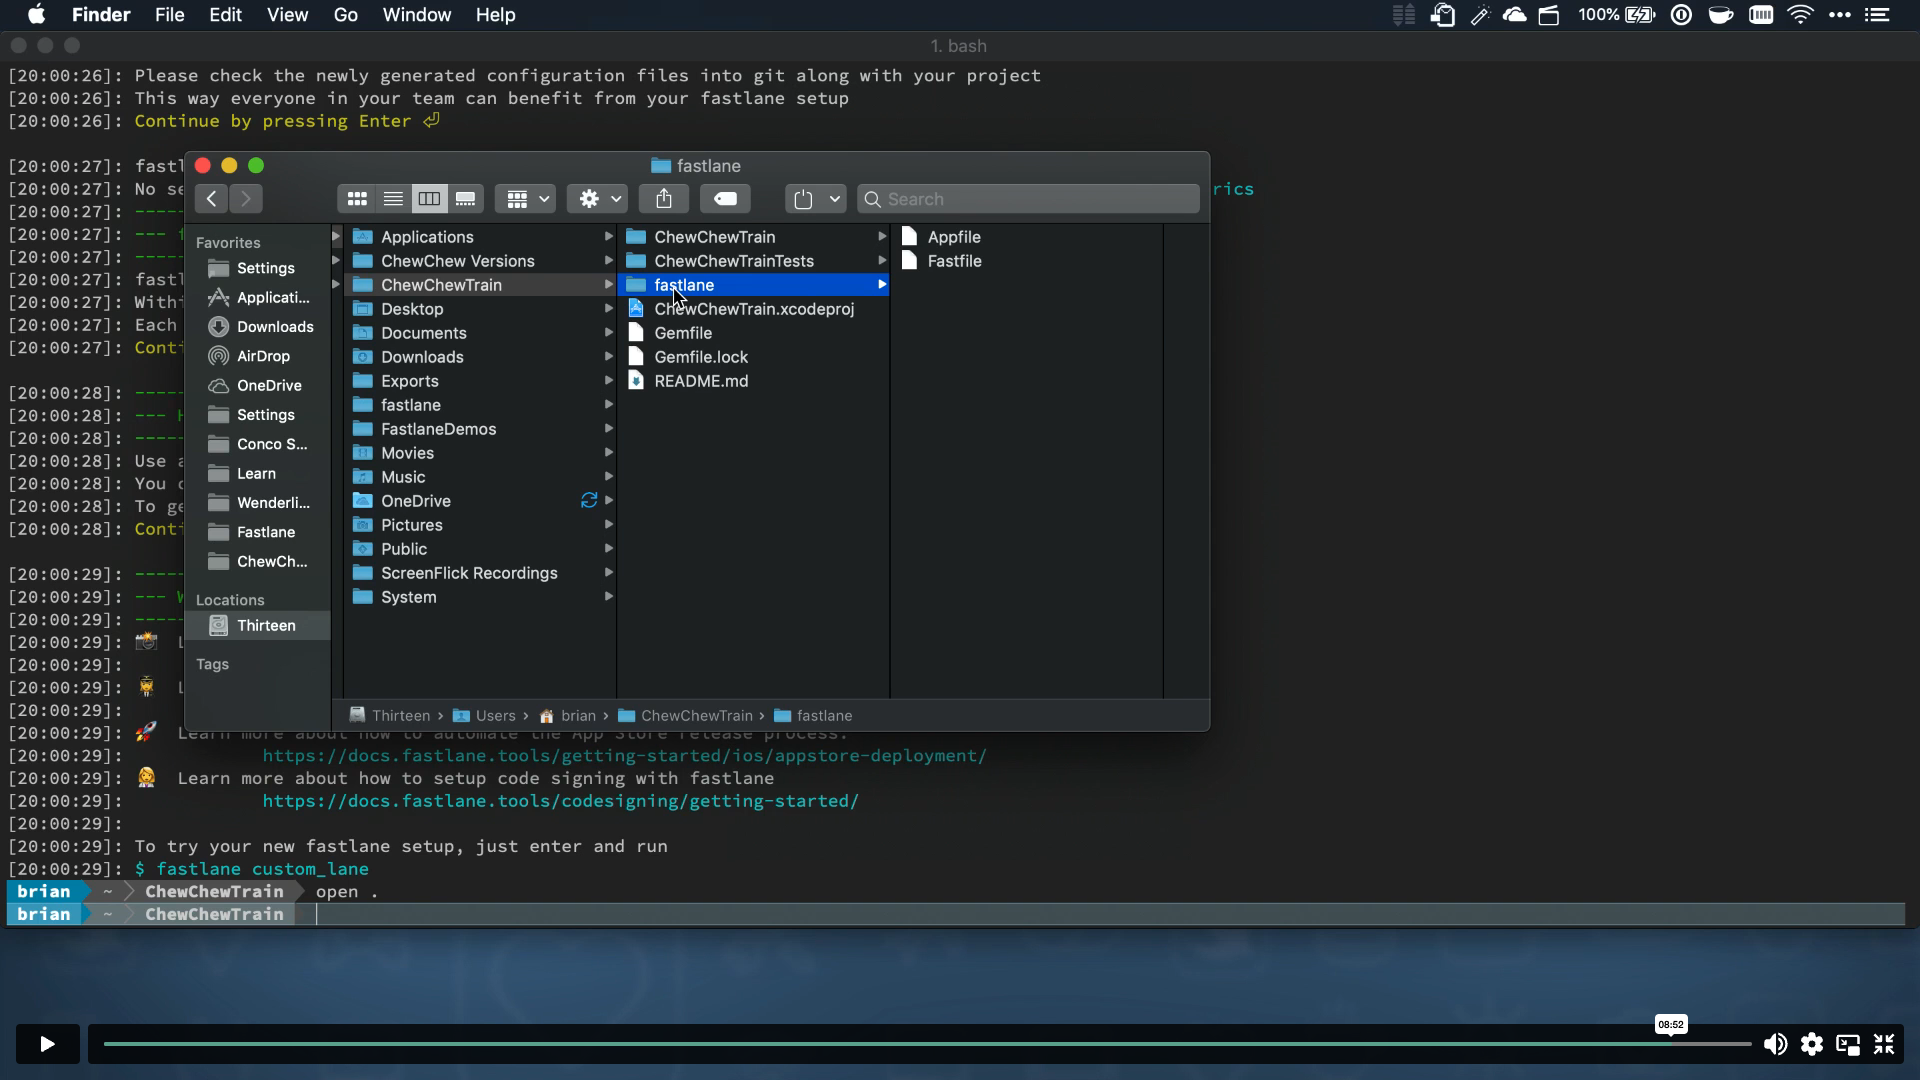 Finder File Edit View Go Window Help 100%
1. bash
[20:00:26]: Please check the newly generated configuration files into git along with your project
[20:00:26]: This way everyone in your team can benefit from your fastlane setup
[20:00:26]: Continue by pressing Enter ⏎
[20:00:27]: fastl
[20:00:27]: No se rics
[20:00:27]: -----
[20:00:27]: --- f
[20:00:27]: -----
[20:00:27]: fastl
[20:00:27]: Withi
[20:00:27]: Each
[20:00:27]: Conti
[20:00:28]: -----
[20:00:28]: --- H
[20:00:28]: -----
[20:00:28]: Use a
[20:00:28]: You c
[20:00:28]: To ge
[20:00:28]: Conti
[20:00:29]: -----
[20:00:29]: --- W
[20:00:29]: -----
[20:00:29]: L
[20:00:29]:
[20:00:29]: L
[20:00:29]:
[20:00:29]: Learn more about how to automate the App Store release process:
[20:00:29]: https://docs.fastlane.tools/getting-started/ios/appstore-deployment/
[20:00:29]: Learn more about how to setup code signing with fastlane
[20:00:29]: https://docs.fastlane.tools/codesigning/getting-started/
[20:00:29]:
[20:00:29]: To try your new fastlane setup, just enter and run
[20:00:29]: $ fastlane custom_lane
brian ~ ChewChewTrain open .
brian ~ ChewChewTrain
fastlane
Search
Favorites
Settings
Applicati...
Downloads
AirDrop
OneDrive
Settings
Conco S...
Learn
Wenderli...
Fastlane
ChewCh...
Locations
Thirteen
Tags
Applications
ChewChew Versions
ChewChewTrain
Desktop
Documents
Downloads
Exports
fastlane
FastlaneDemos
Movies
Music
OneDrive
Pictures
Public
ScreenFlick Recordings
System
ChewChewTrain
ChewChewTrainTests
fastlane
ChewChewTrain.xcodeproj
Gemfile
Gemfile.lock
README.md
Appfile
Fastfile
Thirteen › Users › brian › ChewChewTrain › fastlane
08:52